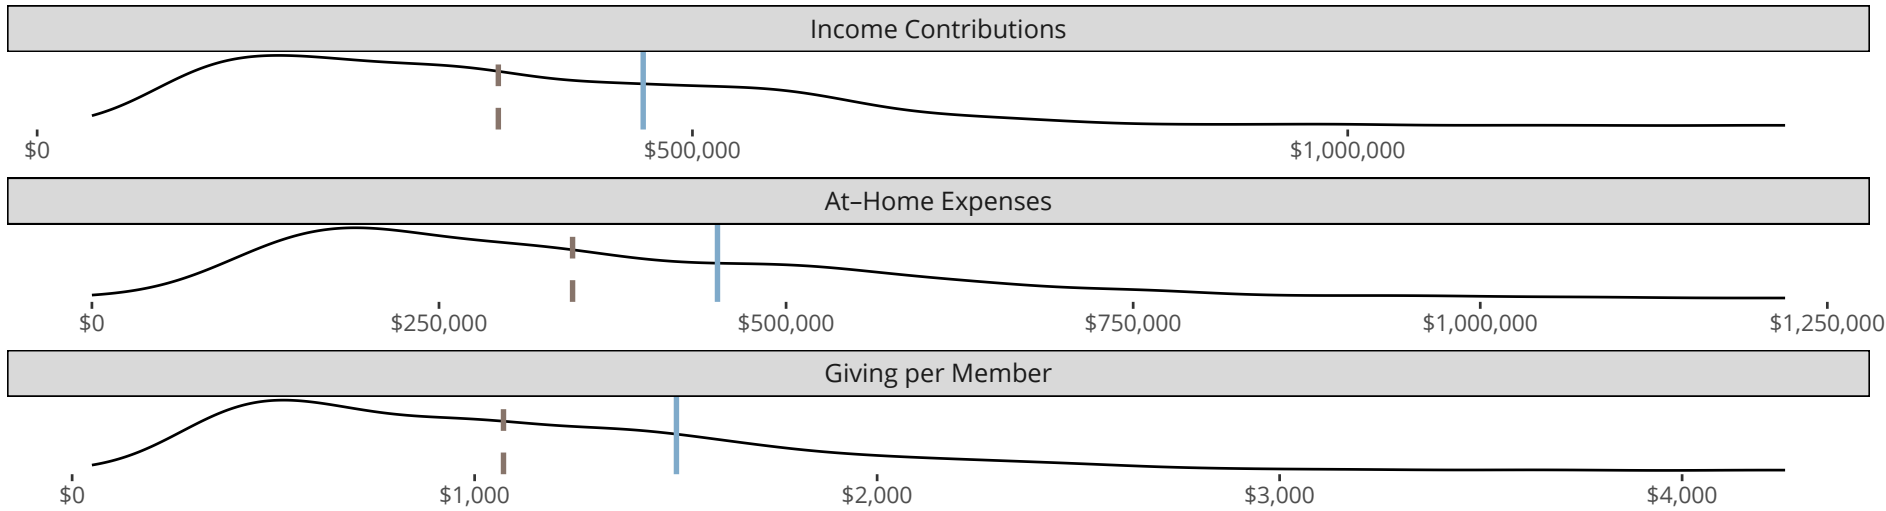 Income Contributions
$0 $500,000 $1,000,000
At–Home Expenses
$0 $250,000 $500,000 $750,000 $1,000,000 $1,250,000
Giving per Member
$0 $1,000 $2,000 $3,000 $4,000